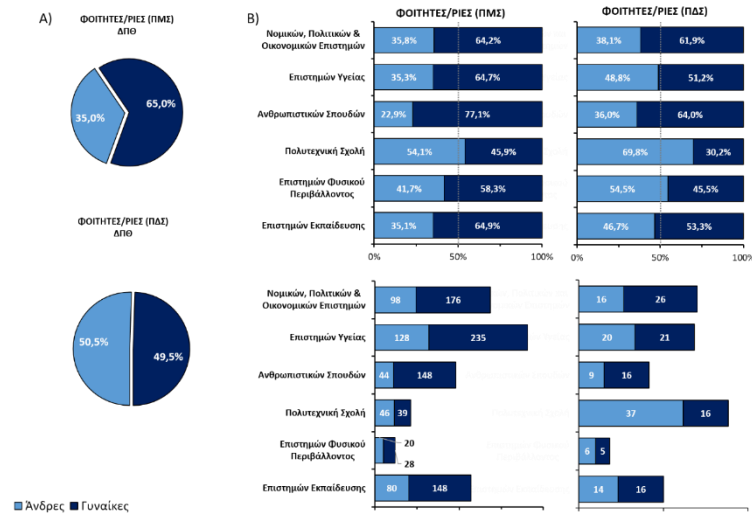 Α)
ΦΟΙΤΗΤΕΣ/ΡΙΕΣ (ΠΜΣ)
ΔΠΘ
35,0%
65,0%
ΦΟΙΤΗΤΕΣ/ΡΙΕΣ (ΠΔΣ)
ΔΠΘ
50,5%
49,5%
Άνδρες Γυναίκες
Β)
ΦΟΙΤΗΤΕΣ/ΡΙΕΣ (ΠΜΣ)
ΦΟΙΤΗΤΕΣ/ΡΙΕΣ (ΠΔΣ)
Νομικών, Πολιτικών &
Οικονομικών Επιστημών
35,8% 64,2% 38,1% 61,9%
Επιστημών Υγείας 35,3% 64,7% 48,8% 51,2%
Ανθρωπιστικών Σπουδών 22,9% 77,1% 36,0% 64,0%
Πολυτεχνική Σχολή 54,1% 45,9% 69,8% 30,2%
Επιστημών Φυσικού
Περιβάλλοντος
41,7% 58,3% 54,5% 45,5%
Επιστημών Εκπαίδευσης 35,1% 64,9% 46,7% 53,3%
0% 50% 100% 0% 50% 100%
Νομικών, Πολιτικών &
Οικονομικών Επιστημών
98 176 16 26
Επιστημών Υγείας 128 235 20 21
Ανθρωπιστικών Σπουδών 44 148 9 16
Πολυτεχνική Σχολή 46 39 37 16
Επιστημών Φυσικού
Περιβάλλοντος
20
28
6 5
Επιστημών Εκπαίδευσης 80 148 14 16